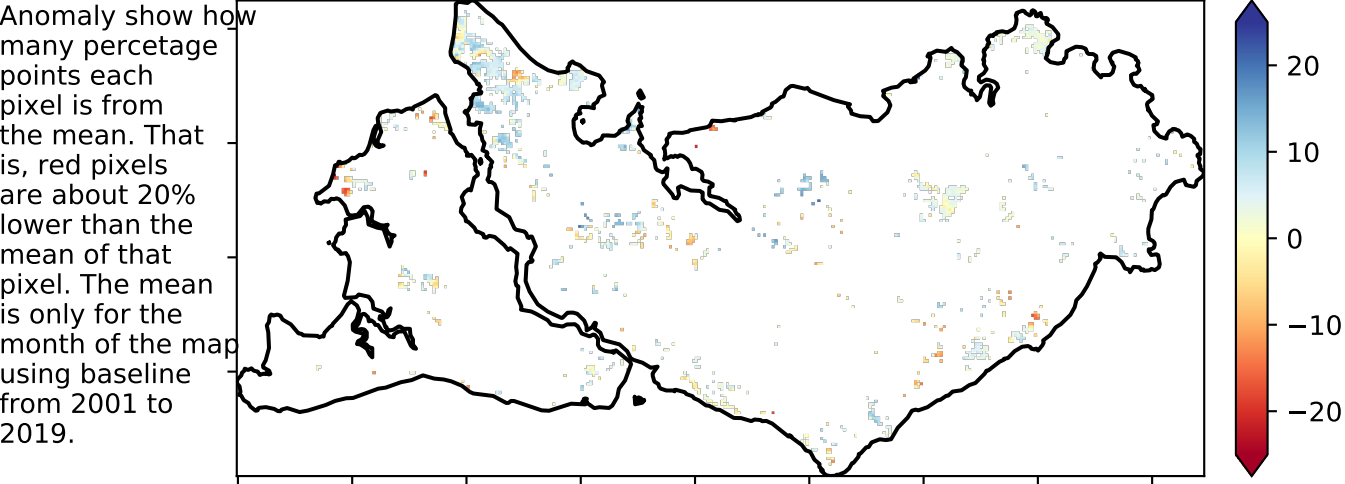 Anomaly show how
many percetage
points each
pixel is from
the mean. That
is, red pixels
are about 20%
lower than the
mean of that
pixel. The mean
is only for the
month of the map
using baseline
from 2001 to
2019.
20
10
0
−10
−20